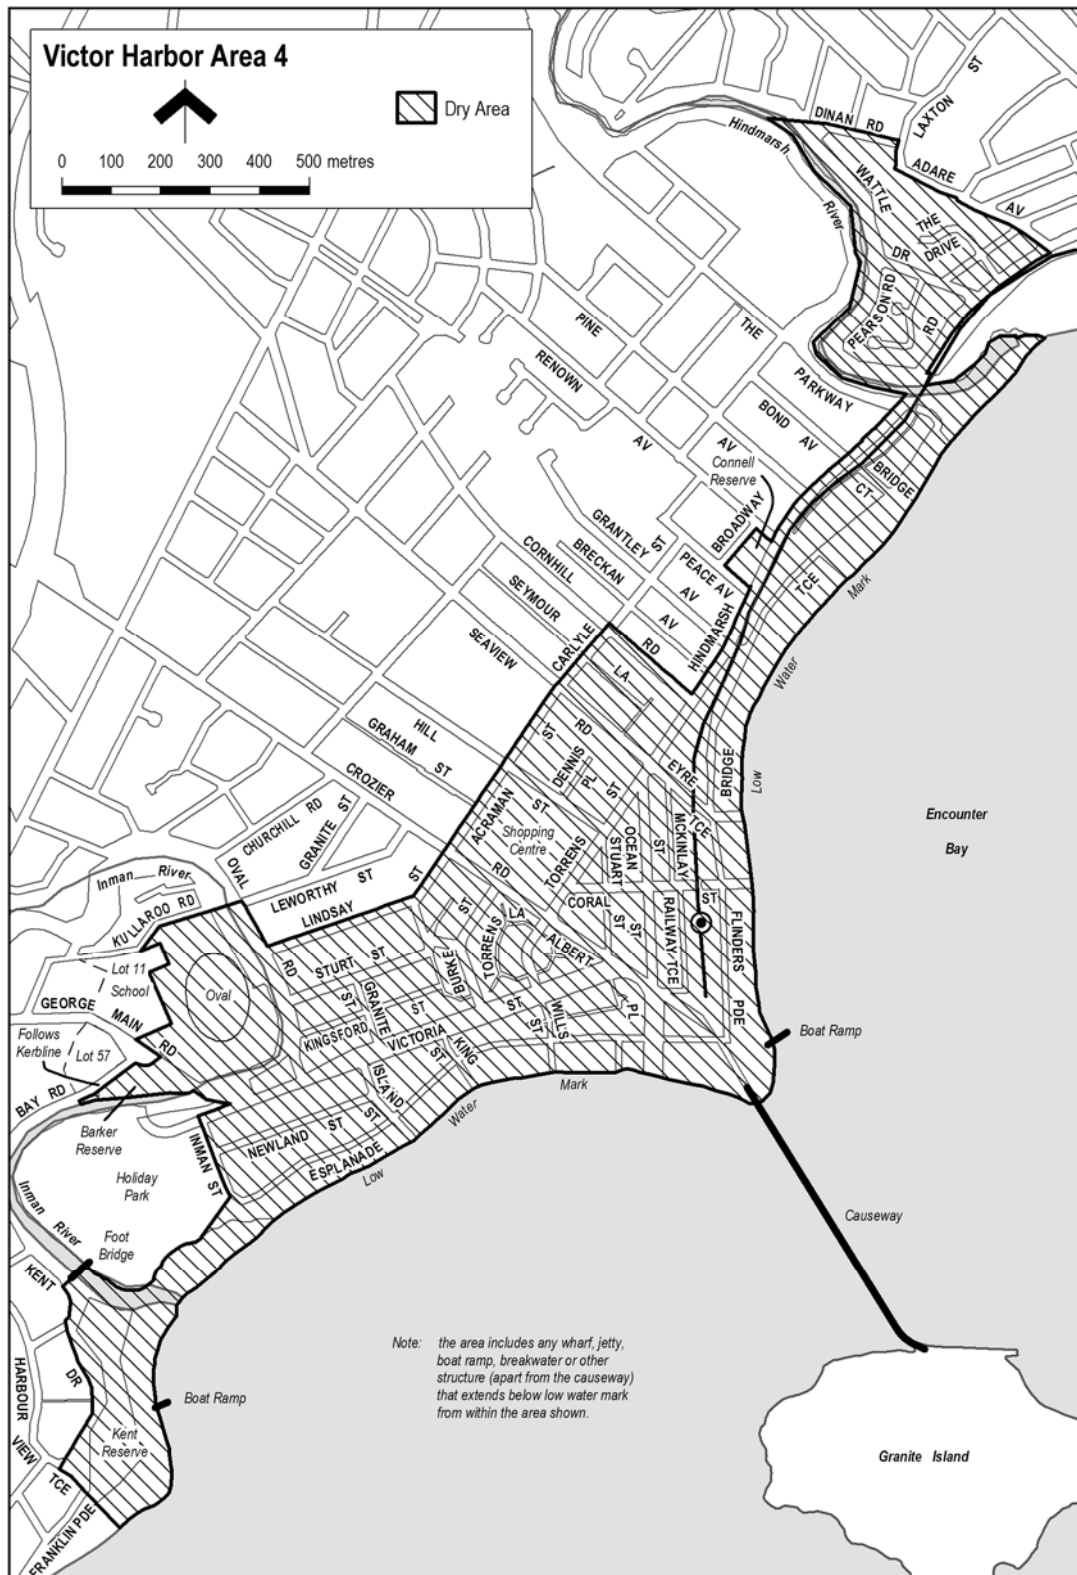 Victor Harbor Area 4
Dry Area
0 100 200 300 400 500 metres
DINAN RD
LAXTON ST
ADARE AV
Hindmarsh River
WATTLE DR
THE DRIVE
PEARSON RD
RD
PINE AV
THE PARKWAY
RENOWN AV
BOND AV
Connell
Reserve
BROADWAY
BRIDGE TCE
CT
GRANTLEY AV
ST
BRECKAN AV
PEACE AV
CORNHILL RD
HINDMARSH
SEYMOUR
SEAVIEW RD
CARLYLE ST
LA
Low Water Mark
HILL
GRAHAM ST
CROZIER RD
ACRAMAN ST
DENNIS PL
ST
EYRE TCE
BRIDGE
MCKINLAY ST
OCEAN ST
STUART ST
TORRENS ST
Shopping
Centre
CORAL ST
RAILWAY TCE
FLINDERS PDE
Encounter
Bay
CHURCHILL RD
GRANITE ST
OVAL RD
Inman River
KULLAROO RD
LEWORTHY ST
LINDSAY ST
STURT ST
BURKE ST
TORRENS
LA
ALBERT PL
Lot 11
School
Oval
GEORGE MAIN RD
Follows
Kerbline
Lot 57
BAY RD
Barker
Reserve
KINGSFORD ST
GRANITE ISLAND ST
VICTORIA ST
KING ST
WILLS ST
Boat Ramp
NEWLAND ST
ESPLANADE
INMAN ST
Low Water Mark
Holiday
Park
Inman River
Foot
Bridge
KENT DR
Causeway
HARBOUR VIEW TCE
Boat Ramp
Kent
Reserve
FRANKLIN PDE
Note: the area includes any wharf, jetty,
boat ramp, breakwater or other
structure (apart from the causeway)
that extends below low water mark
from within the area shown.
Granite Island